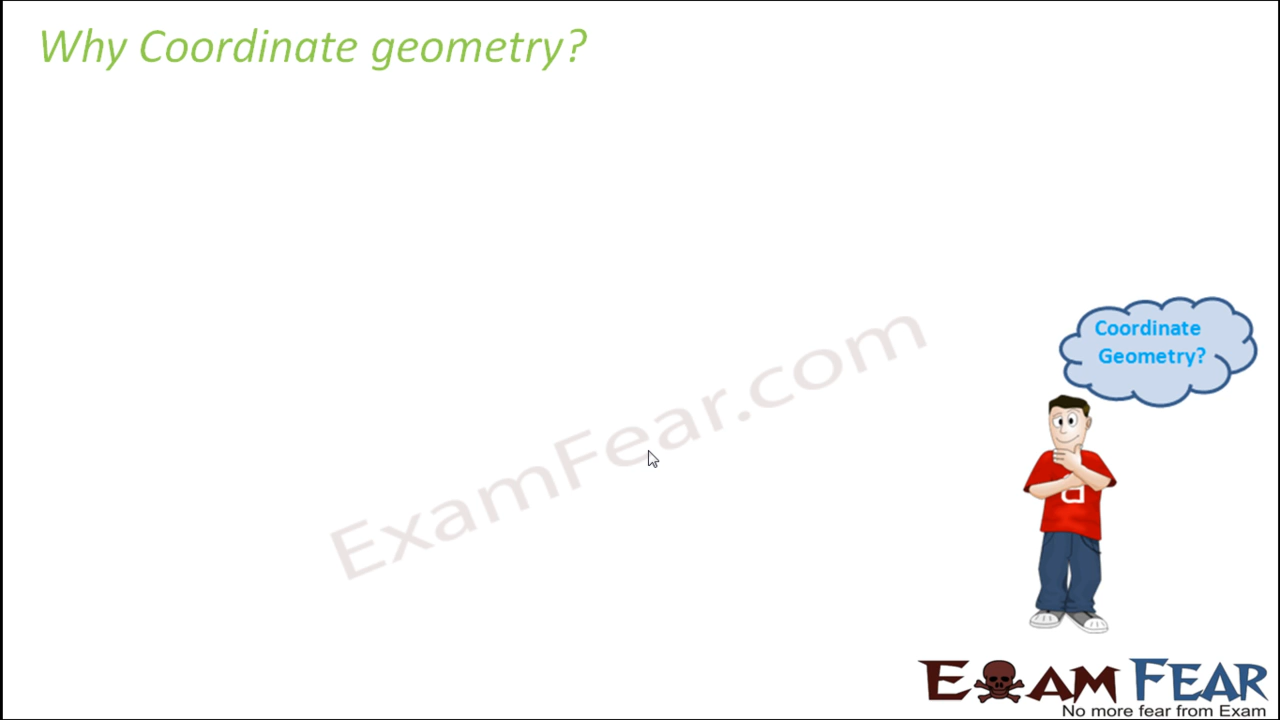 Why Coordinate geometry?
Coordinate
Geometry?
ExamFear.com
a
EXAM FEAR
No more fear from Exam